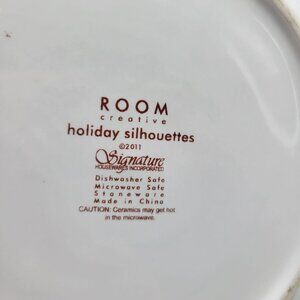 ROOM
creative
holiday silhouettes
©2011
Signature
HOUSEWARES INCORPORATED
Dishwasher Safe
Microwave Safe
Stoneware
Made in China
CAUTION: Ceramics may get hot
in the microwave.